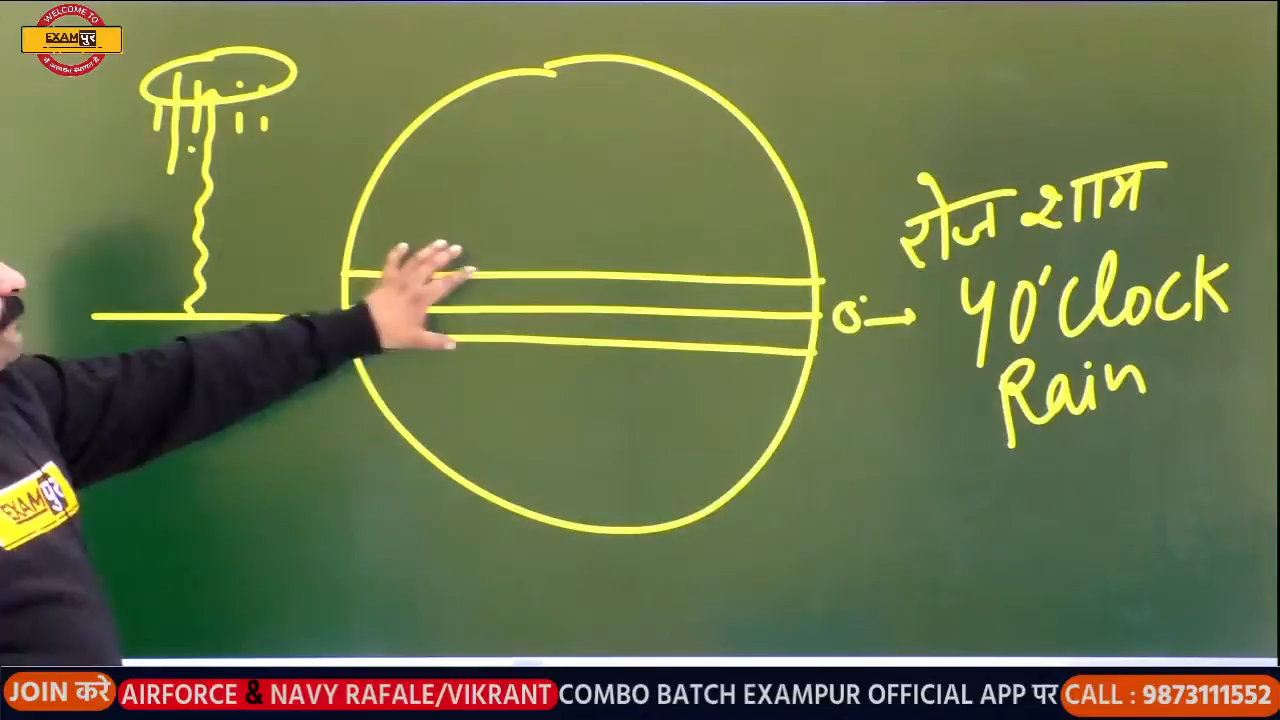 WELCOME TO
EXAMपुर
रोज शाम
0° → 4 O'Clock
Rain
EXAMपुर
JOIN करे AIRFORCE & NAVY RAFALE/VIKRANT COMBO BATCH EXAMPUR OFFICIAL APP पर CALL : 9873111552